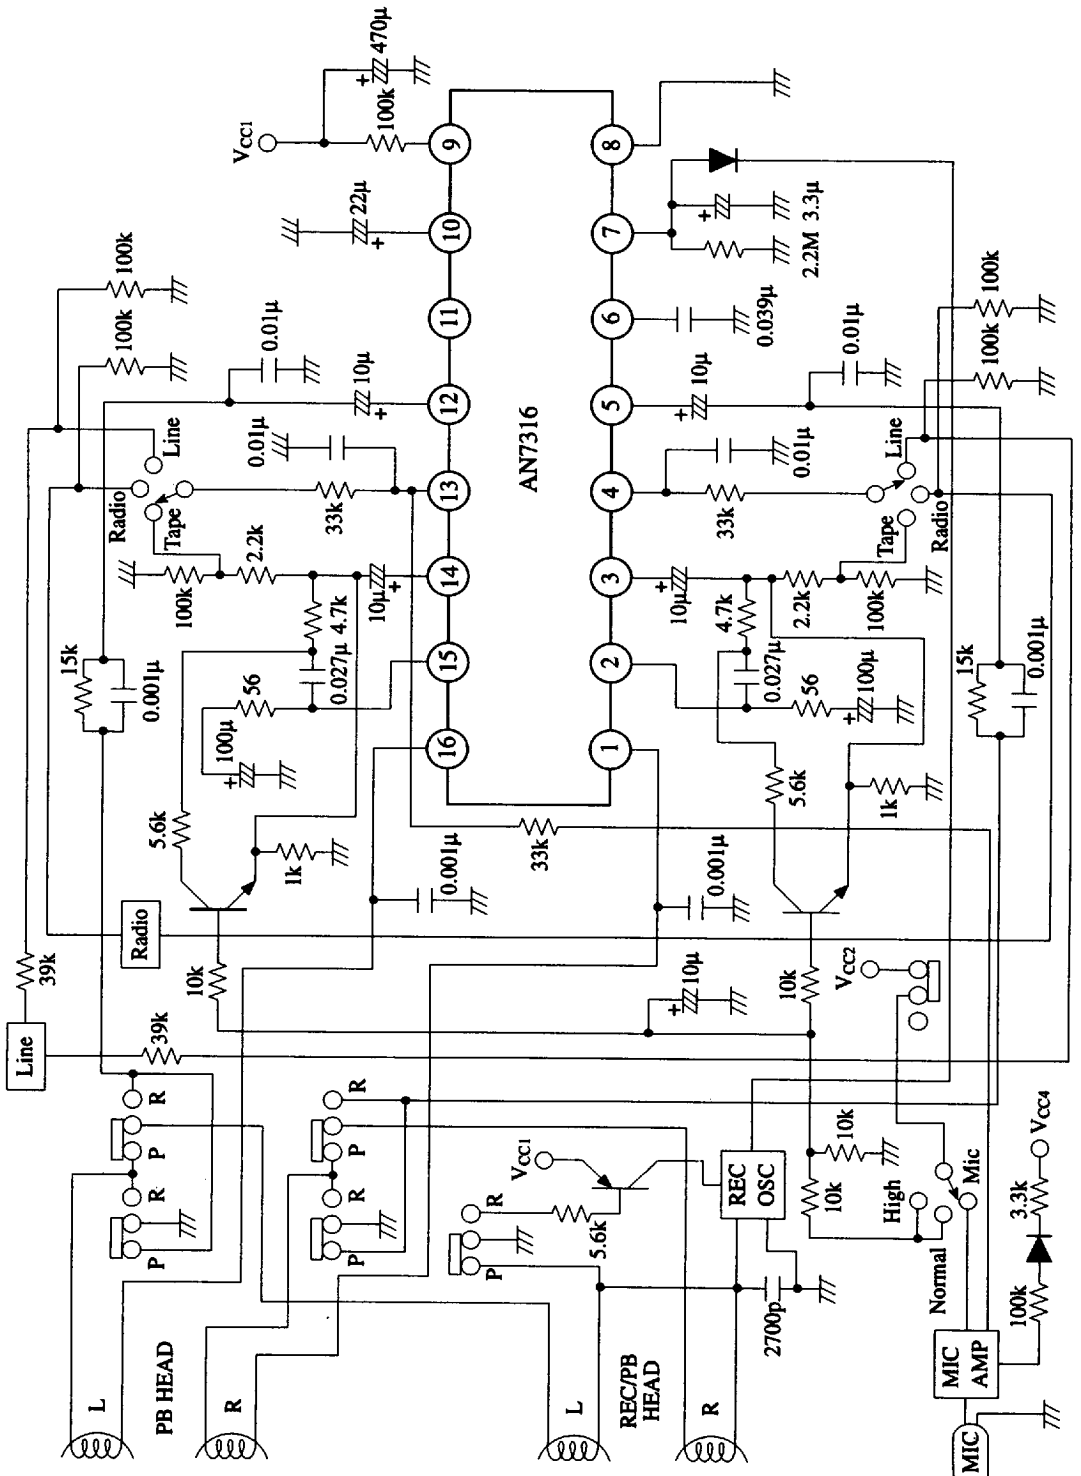 VCC1
470μ
100k
22μ
100k
100k
0.01μ
10μ
0.01μ
33k
Line
Radio
Tape
2.2k
100k
10μ
4.7k
0.027μ
15k
0.001μ
56
100μ
5.6k
1k
0.001μ
33k
Radio
10k
39k
Line
39k
9
10
11
12
13
14
15
16
AN7316
8
7
6
5
4
3
2
1
2.2M
3.3μ
0.039μ
0.01μ
10μ
100k
100k
0.01μ
33k
Line
Radio
Tape
10μ
4.7k
2.2k
100k
0.027μ
56
100μ
15k
0.001μ
5.6k
1k
0.001μ
10μ
10k
VCC2
R
P
R
P
R
P
R
P
VCC1
R
P
5.6k
REC
OSC
2700p
10k
10k
High
Normal
Mic
VCC4
3.3k
100k
MIC
AMP
MIC
L
PB HEAD
R
L
REC/PB
HEAD
R